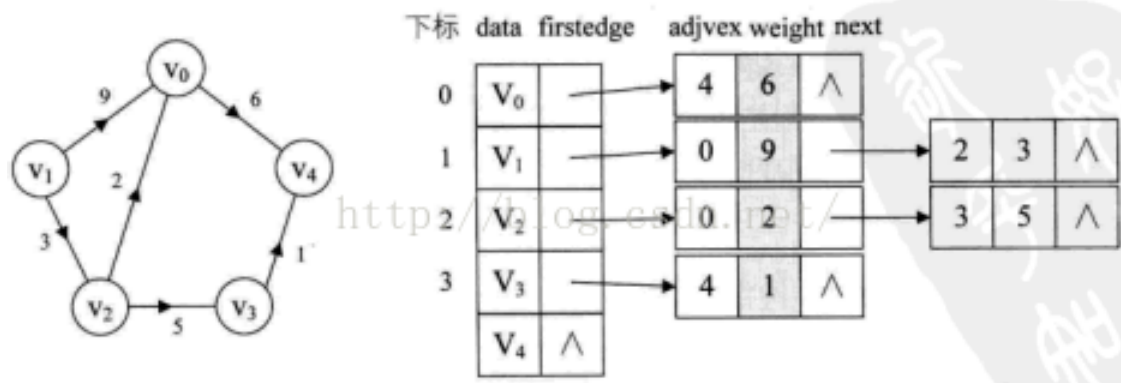 下标 data firstedge adjvex weight next
v₀
9
6
v₁
2
v₄
3
1
v₂
5
v₃
0 V₀ 4 6 ∧
1 V₁ 0 9 2 3 ∧
2 V₂ 0 2 3 5 ∧
3 V₃ 4 1 ∧
V₄ ∧
http://blog.csdn.net/